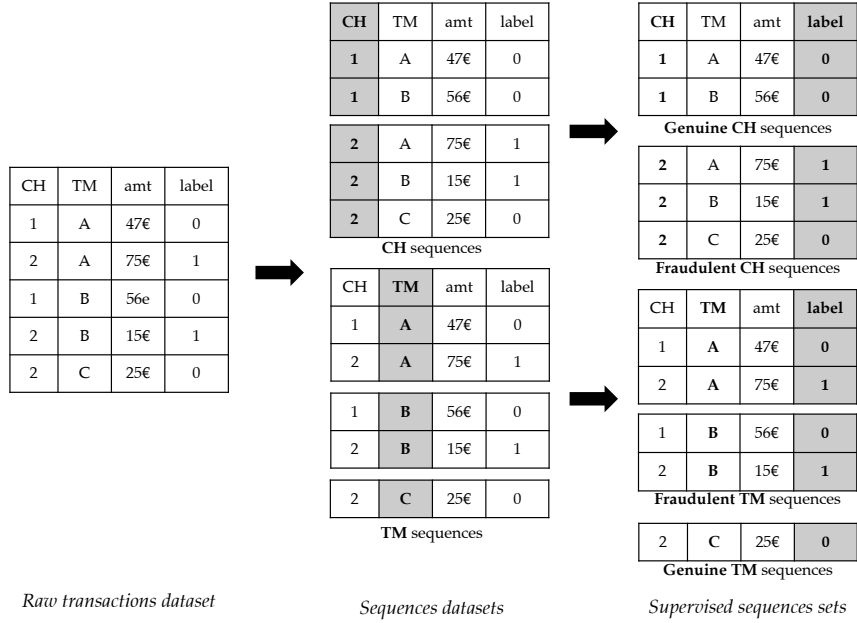 CH TM amt label
1 A 47€ 0
2 A 75€ 1
1 B 56e 0
2 B 15€ 1
2 C 25€ 0
Raw transactions dataset
CH TM amt label
1 A 47€ 0
1 B 56€ 0
2 A 75€ 1
2 B 15€ 1
2 C 25€ 0
CH sequences
CH TM amt label
1 A 47€ 0
2 A 75€ 1
1 B 56€ 0
2 B 15€ 1
2 C 25€ 0
TM sequences
Sequences datasets
CH TM amt label
1 A 47€ 0
1 B 56€ 0
Genuine CH sequences
2 A 75€ 1
2 B 15€ 1
2 C 25€ 0
Fraudulent CH sequences
CH TM amt label
1 A 47€ 0
2 A 75€ 1
1 B 56€ 0
2 B 15€ 1
Fraudulent TM sequences
2 C 25€ 0
Genuine TM sequences
Supervised sequences sets